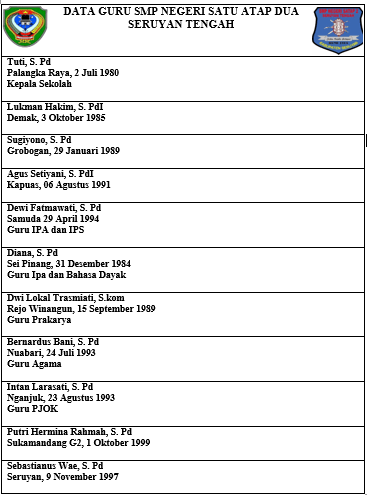 DATA GURU SMP NEGERI SATU ATAP DUA
SERUYAN TENGAH
Tuti, S. Pd
Palangka Raya, 2 Juli 1980
Kepala Sekolah
Lukman Hakim, S. PdI
Demak, 3 Oktober 1985
Sugiyono, S. Pd
Grobogan, 29 Januari 1989
Agus Setiyani, S. PdI
Kapuas, 06 Agustus 1991
Dewi Fatmawati, S. Pd
Samuda 29 April 1994
Guru IPA dan IPS
Diana, S. Pd
Sei Pinang, 31 Desember 1984
Guru Ipa dan Bahasa Dayak
Dwi Lokal Trasmiati, S.kom
Rejo Winangun, 15 September 1989
Guru Prakarya
Bernardus Bani, S. Pd
Nuabari, 24 Juli 1993
Guru Agama
Intan Larasati, S. Pd
Nganjuk, 23 Agustus 1993
Guru PJOK
Putri Hermina Rahmah, S. Pd
Sukamandang G2, 1 Oktober 1999
Sebastianus Wae, S. Pd
Seruyan, 9 November 1997